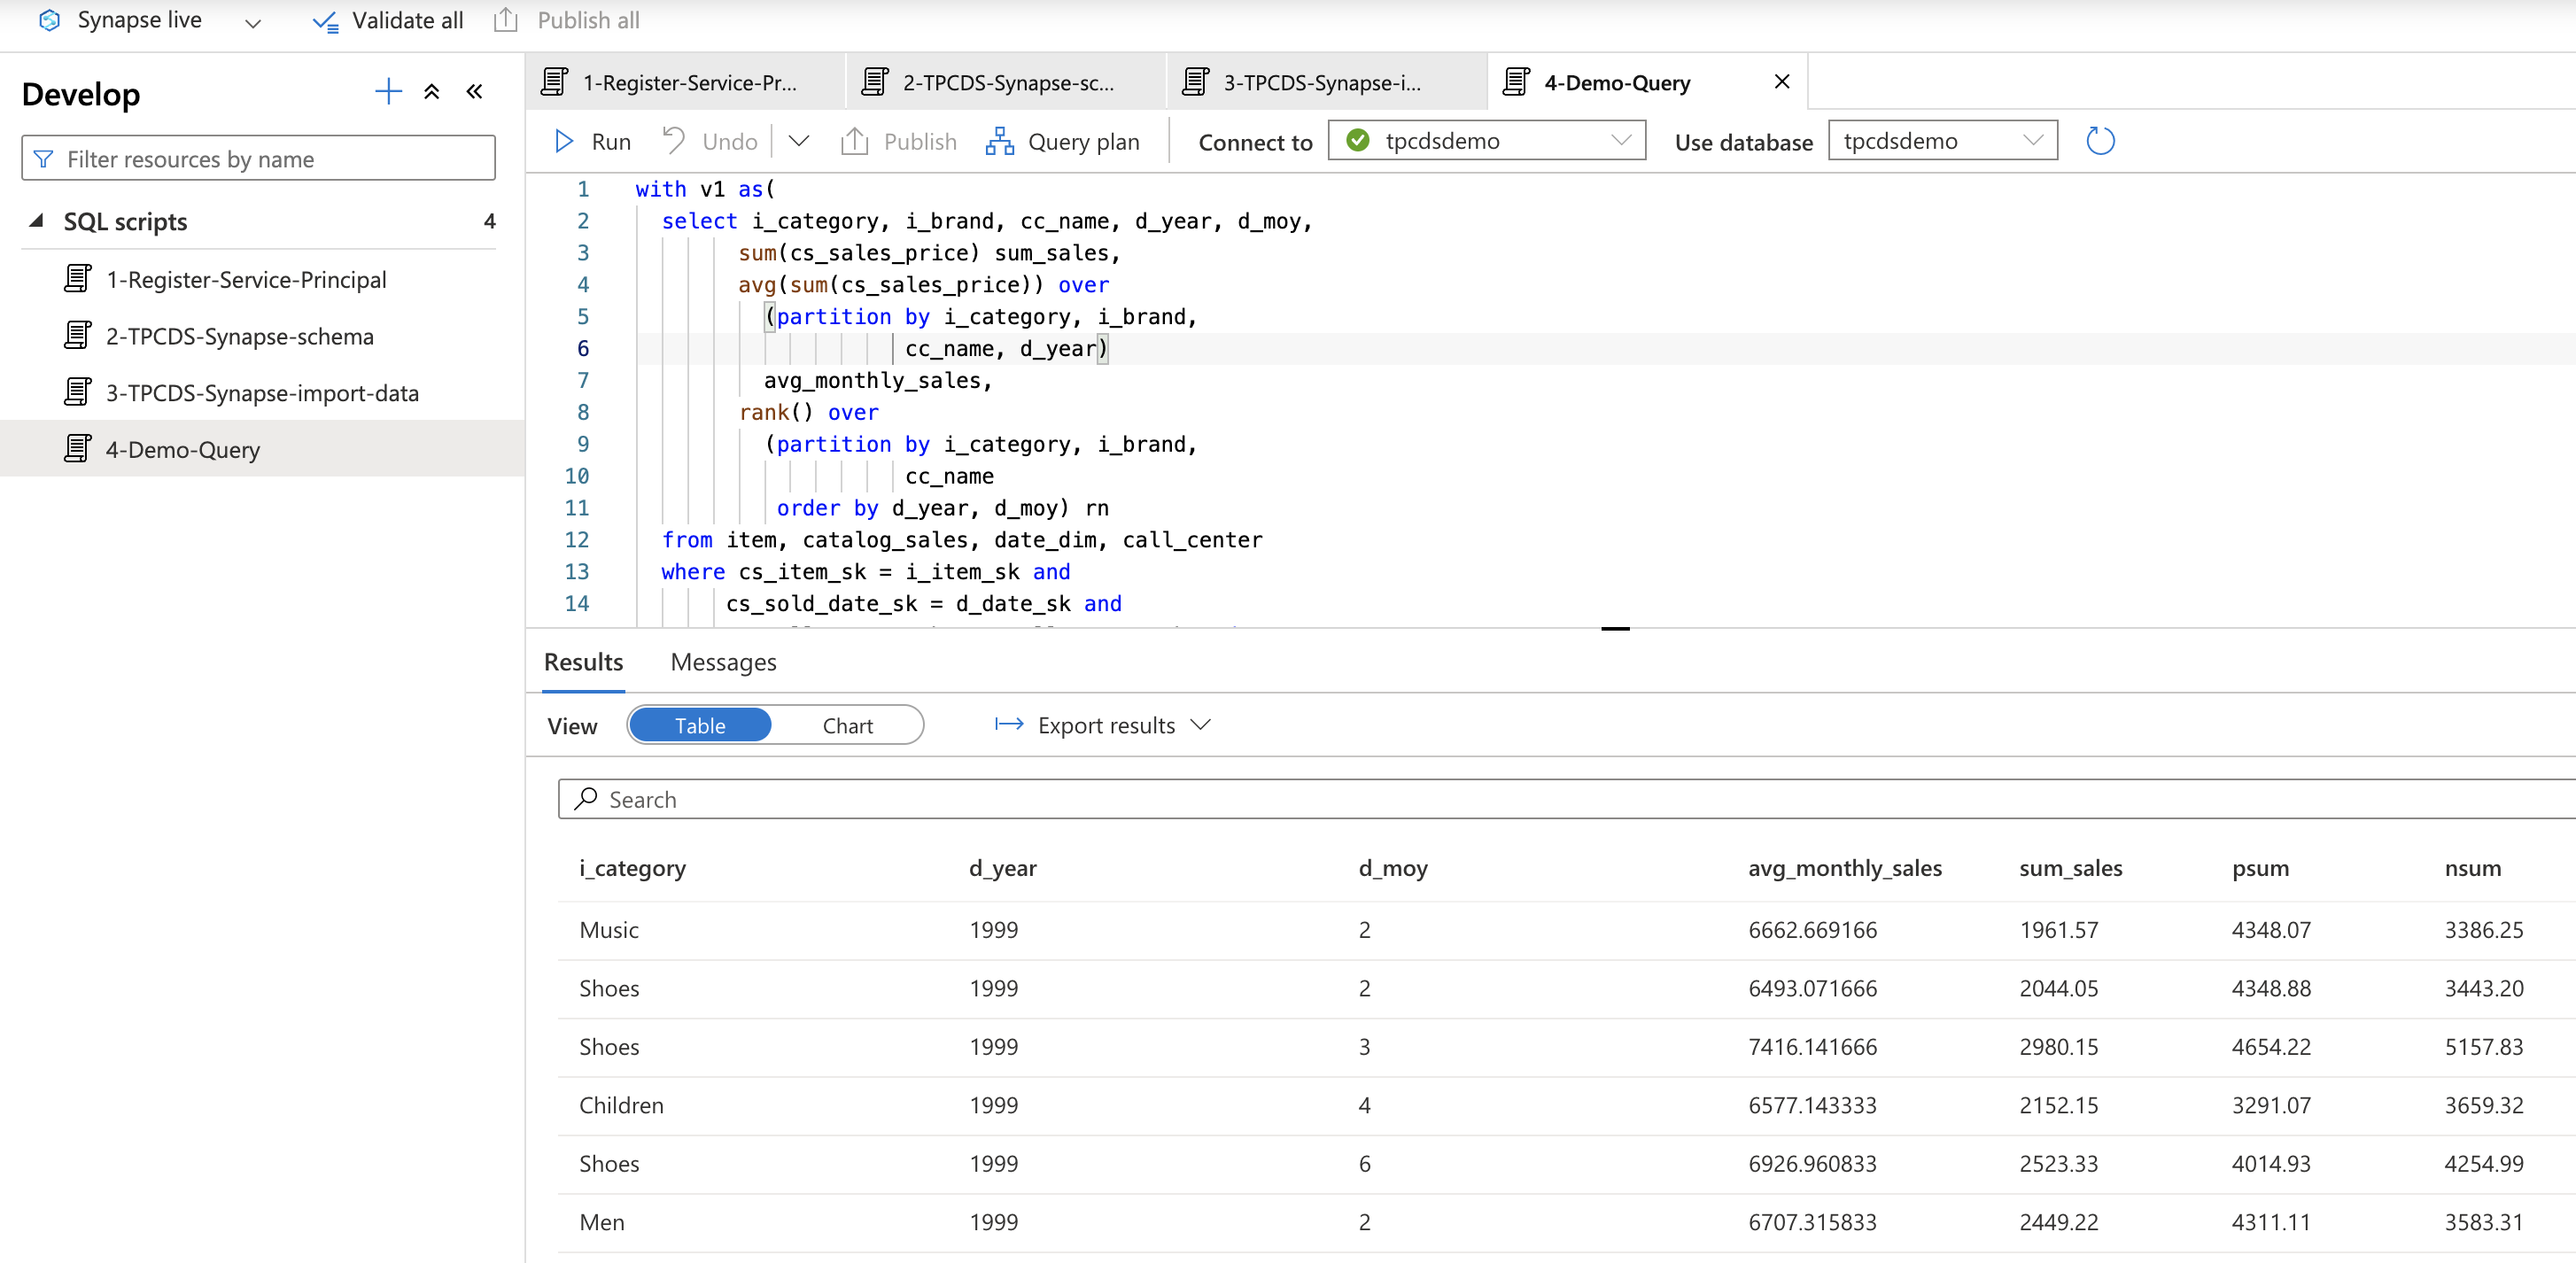 Synapse live
Validate all
Publish all
Develop
Filter resources by name
SQL scripts 4
1-Register-Service-Principal
2-TPCDS-Synapse-schema
3-TPCDS-Synapse-import-data
4-Demo-Query
1-Register-Service-Pr...
2-TPCDS-Synapse-sc...
3-TPCDS-Synapse-i...
4-Demo-Query
Run Undo Publish Query plan Connect to tpcdsdemo Use database tpcdsdemo
1 with v1 as(
2 select i_category, i_brand, cc_name, d_year, d_moy,
3 sum(cs_sales_price) sum_sales,
4 avg(sum(cs_sales_price)) over
5 (partition by i_category, i_brand,
6 cc_name, d_year)
7 avg_monthly_sales,
8 rank() over
9 (partition by i_category, i_brand,
10 cc_name
11 order by d_year, d_moy) rn
12 from item, catalog_sales, date_dim, call_center
13 where cs_item_sk = i_item_sk and
14 cs_sold_date_sk = d_date_sk and
Results Messages
View Table Chart Export results
Search
i_category d_year d_moy avg_monthly_sales sum_sales psum nsum
Music 1999 2 6662.669166 1961.57 4348.07 3386.25
Shoes 1999 2 6493.071666 2044.05 4348.88 3443.20
Shoes 1999 3 7416.141666 2980.15 4654.22 5157.83
Children 1999 4 6577.143333 2152.15 3291.07 3659.32
Shoes 1999 6 6926.960833 2523.33 4014.93 4254.99
Men 1999 2 6707.315833 2449.22 4311.11 3583.31